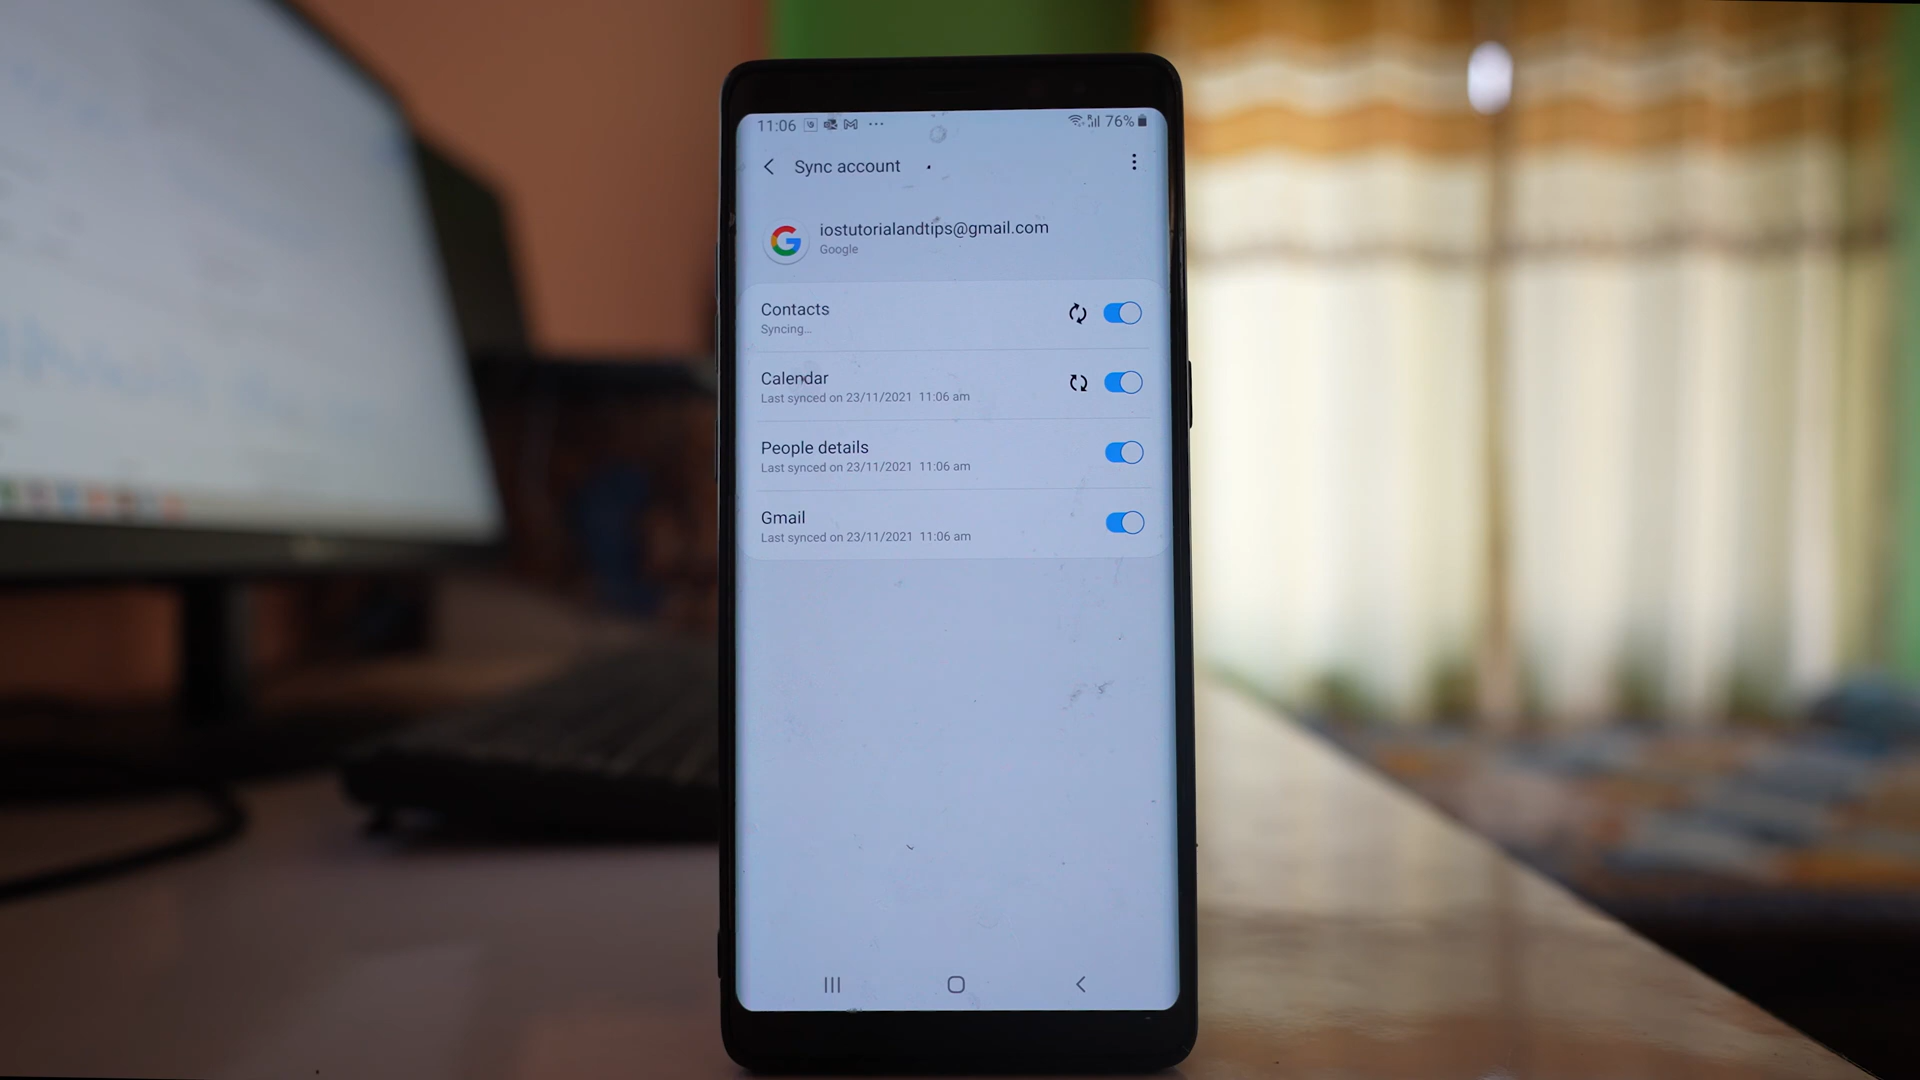 11:06 76%
Sync account
iostutorialandtips@gmail.com
Google
Contacts
Syncing...
Calendar
Last synced on 23/11/2021 11:06 am
People details
Last synced on 23/11/2021 11:06 am
Gmail
Last synced on 23/11/2021 11:06 am